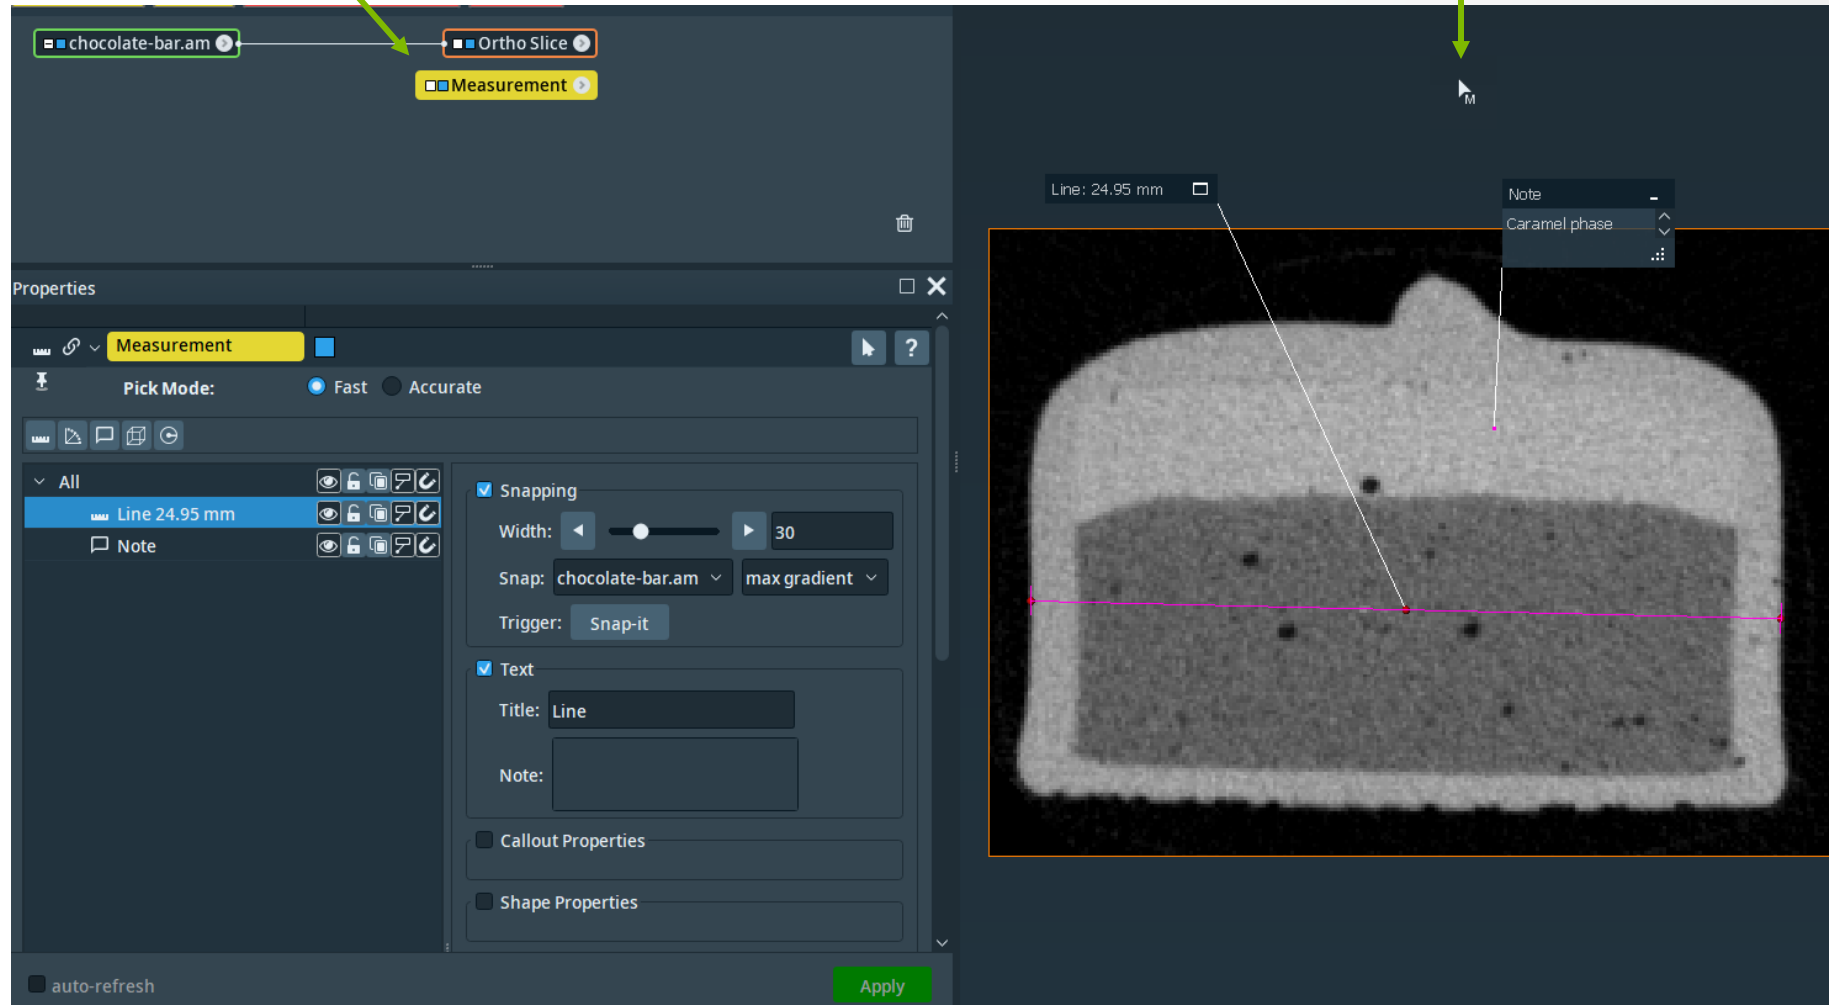 chocolate-bar.am
Ortho Slice
Measurement
M
Line: 24.95 mm
Note
Caramel phase
Properties
Measurement
?
Pick Mode:
Fast
Accurate
All
Line 24.95 mm
Note
Snapping
Width:
30
Snap:
chocolate-bar.am
max gradient
Trigger:
Snap-it
Text
Title:
Line
Note:
Callout Properties
Shape Properties
auto-refresh
Apply